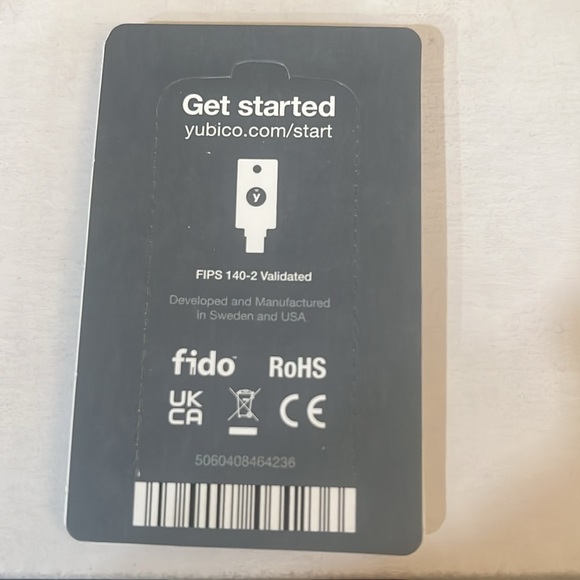 Get started
yubico.com/start
y
FIPS 140-2 Validated
Developed and Manufactured
in Sweden and USA
fido™ RoHS
UK
CA CE
5060408464236